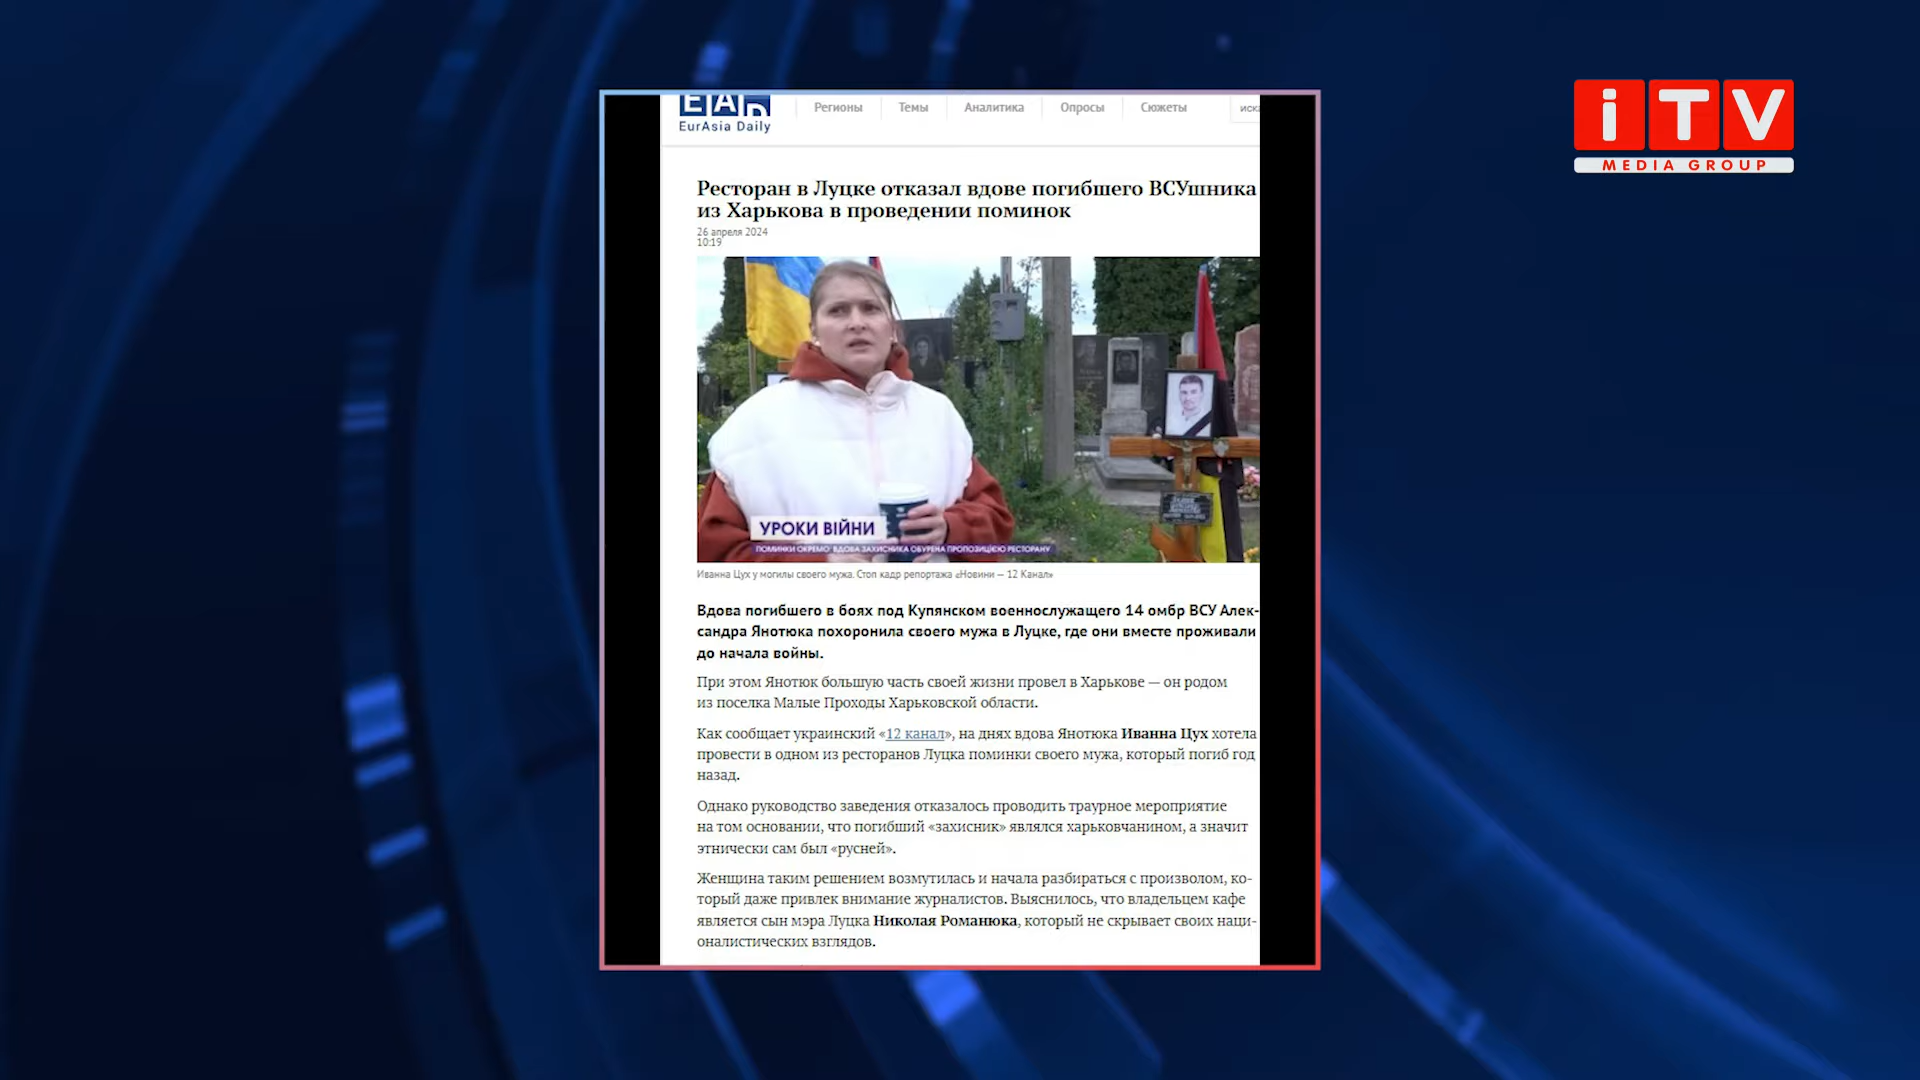 EAD
EurAsia Daily
Регионы
Темы
Аналитика
Опросы
Сюжеты
iTV
MEDIA GROUP
Ресторан в Луцке отказал вдове погибшего ВСУшника
из Харькова в проведении поминок
26 апреля 2024
10:19
УРОКИ ВІЙНИ
ПОМИНКИ ОКРЕМО? ВДОВА ЗАХИСНИКА ОБУРЕНА ПРОПОЗИЦІЄЮ РЕСТОРАНУ
Иванна Цух у могилы своего мужа. Стоп кадр репортажа «Новини — 12 Канал»
Вдова погибшего в боях под Купянском военнослужащего 14 омбр ВСУ Алек-
сандра Янотюка похоронила своего мужа в Луцке, где они вместе проживали
до начала войны.
При этом Янотюк большую часть своей жизни провел в Харькове — он родом
из поселка Малые Проходы Харьковской области.
Как сообщает украинский «12 канал», на днях вдова Янотюка Иванна Цух хотела
провести в одном из ресторанов Луцка поминки своего мужа, который погиб год
назад.
Однако руководство заведения отказалось проводить траурное мероприятие
на том основании, что погибший «захисник» являлся харьковчанином, а значит
этнически сам был «русней».
Женщина таким решением возмутилась и начала разбираться с произволом, ко-
торый даже привлек внимание журналистов. Выяснилось, что владельцем кафе
является сын мэра Луцка Николая Романюка, который не скрывает своих наци-
оналистических взглядов.